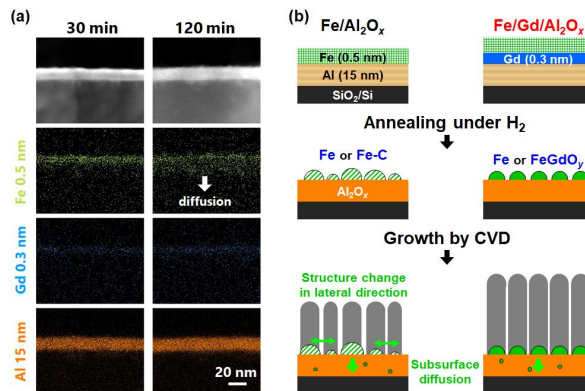 (a)
30 min
120 min
Fe 0.5 nm
diffusion
Gd 0.3 nm
Al 15 nm
20 nm
(b)
Fe/Al₂Oₓ
Fe/Gd/Al₂Oₓ
Fe (0.5 nm)
Al (15 nm)
SiO₂/Si
Gd (0.3 nm)
Annealing under H₂
Fe or Fe-C
Al₂Oₓ
Fe or FeGdOᵧ
Growth by CVD
Structure change
in lateral direction
Subsurface
diffusion